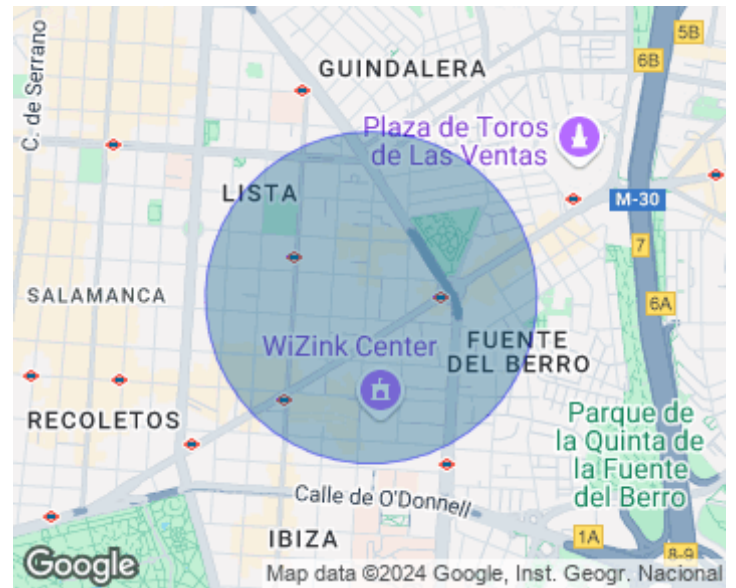 5B
C. de Serrano
GUINDALERA
6B
Plaza de Toros
de Las Ventas
LISTA
M-30
7
SALAMANCA
6A
WiZink Center
FUENTE
DEL BERRO
RECOLETOS
Parque de
la Quinta de
la Fuente
del Berro
Calle de O'Donnell
IBIZA
1A
8-9
Google
Map data ©2024 Google, Inst. Geogr. Nacional